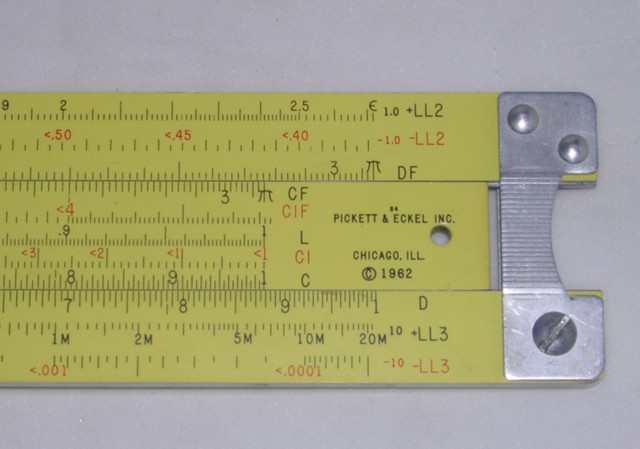 9 2 2.5 ϵ 1.0 +LL2
<.50 <.45 <.40 -1.0 -LL2
3 π DF
3 π CF
<4 CIF
.9 1 L
<3 <2 <1 <1 CI
8 9 1 C
84
PICKETT & ECKEL INC.
CHICAGO, ILL.
© 1962
7 8 9 1 D
1M 2M 5M 10M 20M 10 +LL3
<.001 <.0001 -10 -LL3